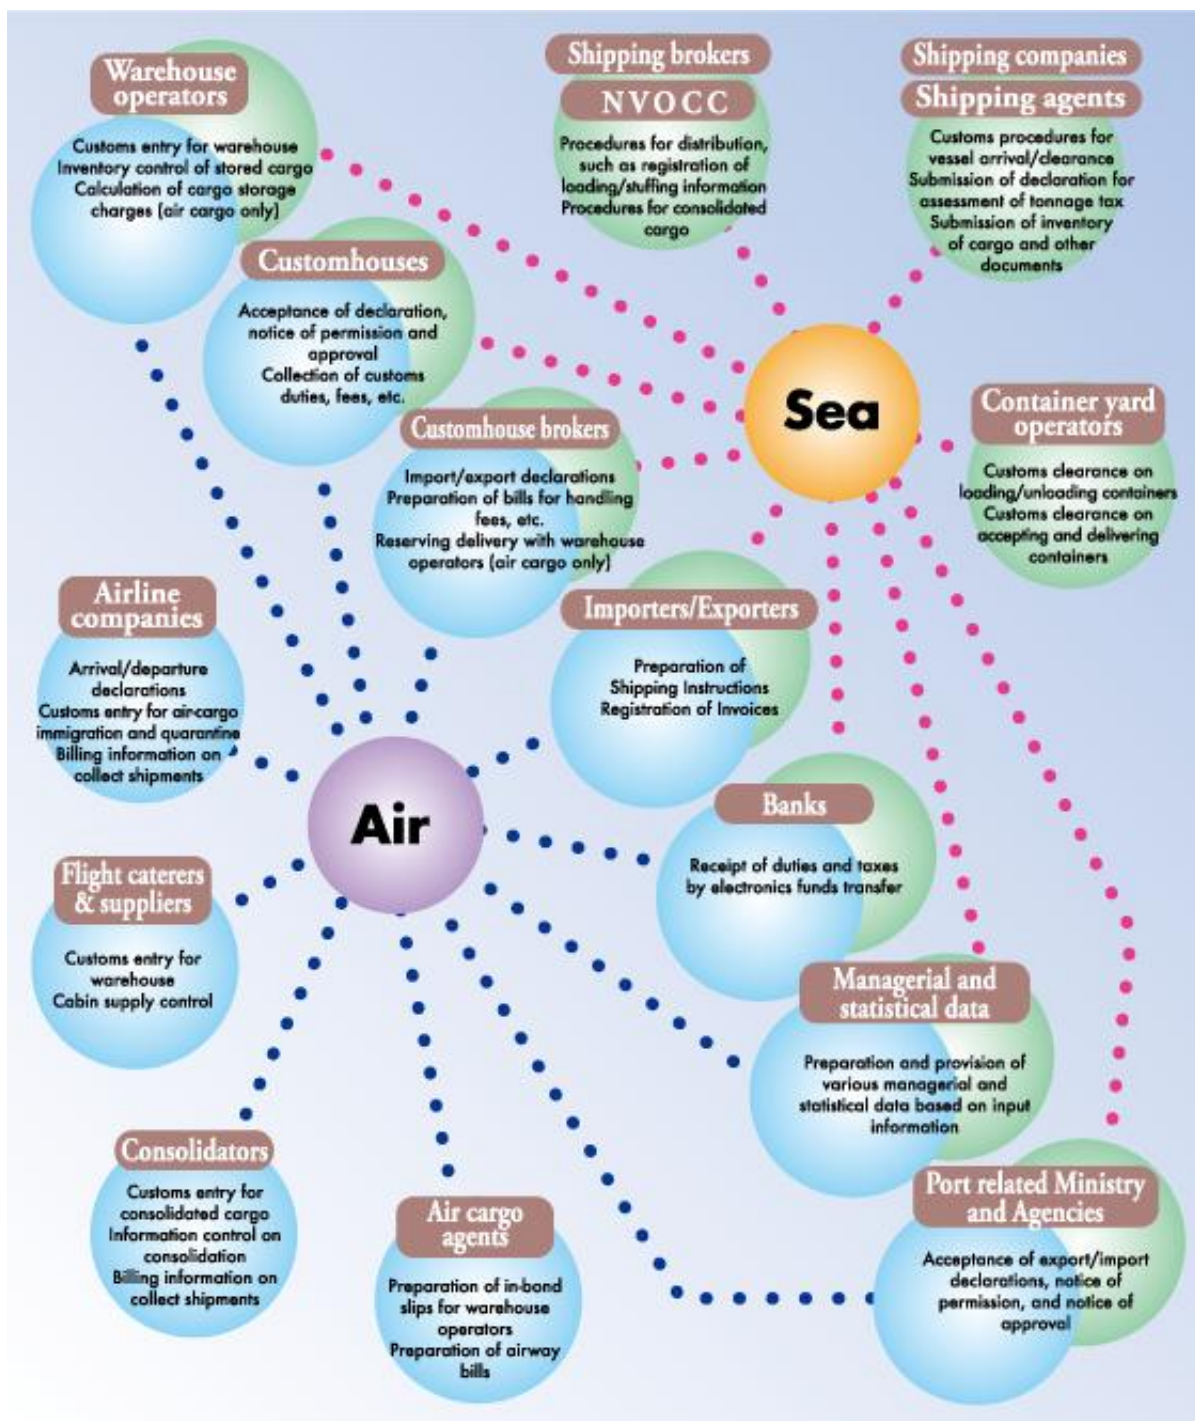 Warehouse
operators
Customs entry for warehouse
Inventory control of stored cargo
Calculation of cargo storage
charges (air cargo only)
Shipping brokers
NVOCC
Procedures for distribution,
such as registration of
loading/stuffing information
Procedures for consolidated
cargo
Shipping companies
Shipping agents
Customs procedures for
vessel arrival/clearance
Submission of declaration for
assessment of tonnage tax
Submission of inventory
of cargo and other
documents
Customhouses
Acceptance of declaration,
notice of permission and
approval
Collection of customs
duties, fees, etc.
Sea
Customhouse brokers
Import/export declarations
Preparation of bills for handling
fees, etc.
Reserving delivery with warehouse
operators (air cargo only)
Container yard
operators
Customs clearance on
loading/unloading containers
Customs clearance on
accepting and delivering
containers
Airline
companies
Arrival/departure
declarations
Customs entry for air-cargo
immigration and quarantine
Billing information on
collect shipments
Importers/Exporters
Preparation of
Shipping Instructions
Registration of Invoices
Air
Banks
Receipt of duties and taxes
by electronics funds transfer
Flight caterers
& suppliers
Customs entry for
warehouse
Cabin supply control
Managerial and
statistical data
Preparation and provision of
various managerial and
statistical data based on input
information
Consolidators
Customs entry for
consolidated cargo
Information control on
consolidation
Billing information on
collect shipments
Air cargo
agents
Preparation of in-bond
slips for warehouse
operators
Preparation of airway
bills
Port related Ministry
and Agencies
Acceptance of export/import
declarations, notice of
permission, and notice of
approval